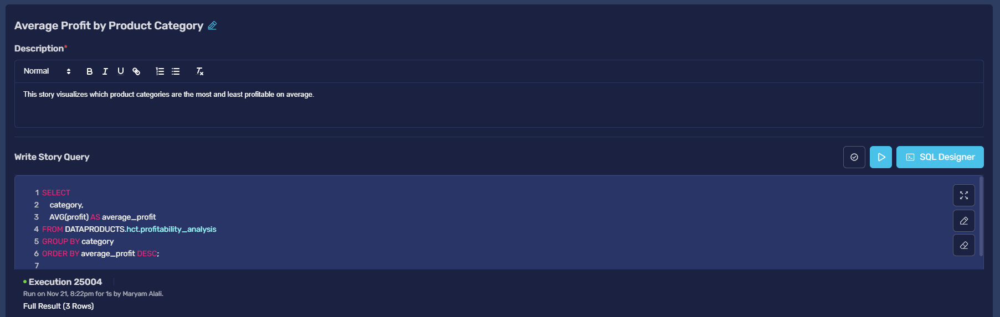 Average Profit by Product Category
Description*
Normal B I U
This story visualizes which product categories are the most and least profitable on average.
Write Story Query
SQL Designer
1 SELECT
2 category,
3 AVG(profit) AS average_profit
4 FROM DATAPRODUCTS.hct.profitability_analysis
5 GROUP BY category
6 ORDER BY average_profit DESC;
7
Execution 25004
Run on Nov 21, 8:22pm for 1s by Maryam Alali.
Full Result (3 Rows)